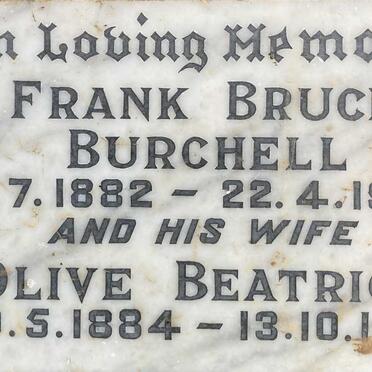 n Loving Memo
FRANK BRUC
BURCHELL
7.1882 – 22.4.19
AND HIS WIFE
OLIVE BEATRIC
.5.1884 – 13.10.1